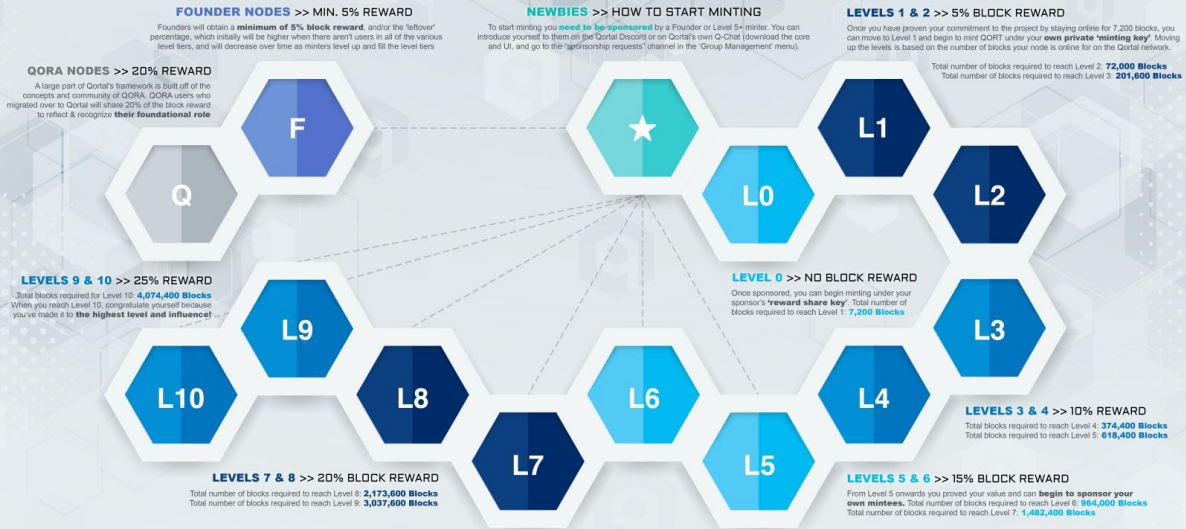 FOUNDER NODES >> MIN. 5% REWARD
Founders will obtain a minimum of 5% block reward, and/or the 'leftover'
percentage, which initially will be higher when there aren't users in all of the various
level tiers, and will decrease over time as minters level up and fill the level tiers
NEWBIES >> HOW TO START MINTING
To start minting you need to be sponsored by a Founder or Level 5+ minter. You can
introduce yourself to them on the Qortal Discord or on Qortal's own Q-Chat (download the core
and UI, and go to the "sponsorship requests" channel in the 'Group Management' menu).
LEVELS 1 & 2 >> 5% BLOCK REWARD
Once you have proven your commitment to the project by staying online for 7,200 blocks, you
can move to Level 1 and begin to mint QORT under your own private 'minting key'. Moving
up the levels is based on the number of blocks your node is online for on the Qortal network.
Total number of blocks required to reach Level 2: 72,000 Blocks
Total number of blocks required to reach Level 3: 201,600 Blocks
QORA NODES >> 20% REWARD
A large part of Qortal's framework is built off of the
concepts and community of QORA. QORA users who
migrated over to Qortal will share 20% of the block reward
to reflect & recognize their foundational role
F
L1
Q
L0
L2
LEVELS 9 & 10 >> 25% REWARD
Total blocks required for Level 10: 4,074,400 Blocks
When you reach Level 10, congratulate yourself because
you've made it to the highest level and influence!
LEVEL 0 >> NO BLOCK REWARD
Once sponsored, you can begin minting under your
sponsor's 'reward share key'. Total number of
blocks required to reach Level 1: 7,200 Blocks
L9
L3
L10
L8
L6
L4
L7
L5
LEVELS 3 & 4 >> 10% REWARD
Total blocks required to reach Level 4: 374,400 Blocks
Total blocks required to reach Level 5: 618,400 Blocks
LEVELS 7 & 8 >> 20% BLOCK REWARD
Total number of blocks required to reach Level 8: 2,173,600 Blocks
Total number of blocks required to reach Level 9: 3,037,600 Blocks
LEVELS 5 & 6 >> 15% BLOCK REWARD
From Level 5 onwards you proved your value and can begin to sponsor your
own mintees. Total number of blocks required to reach Level 6: 964,000 Blocks
Total number of blocks required to reach Level 7: 1,482,400 Blocks